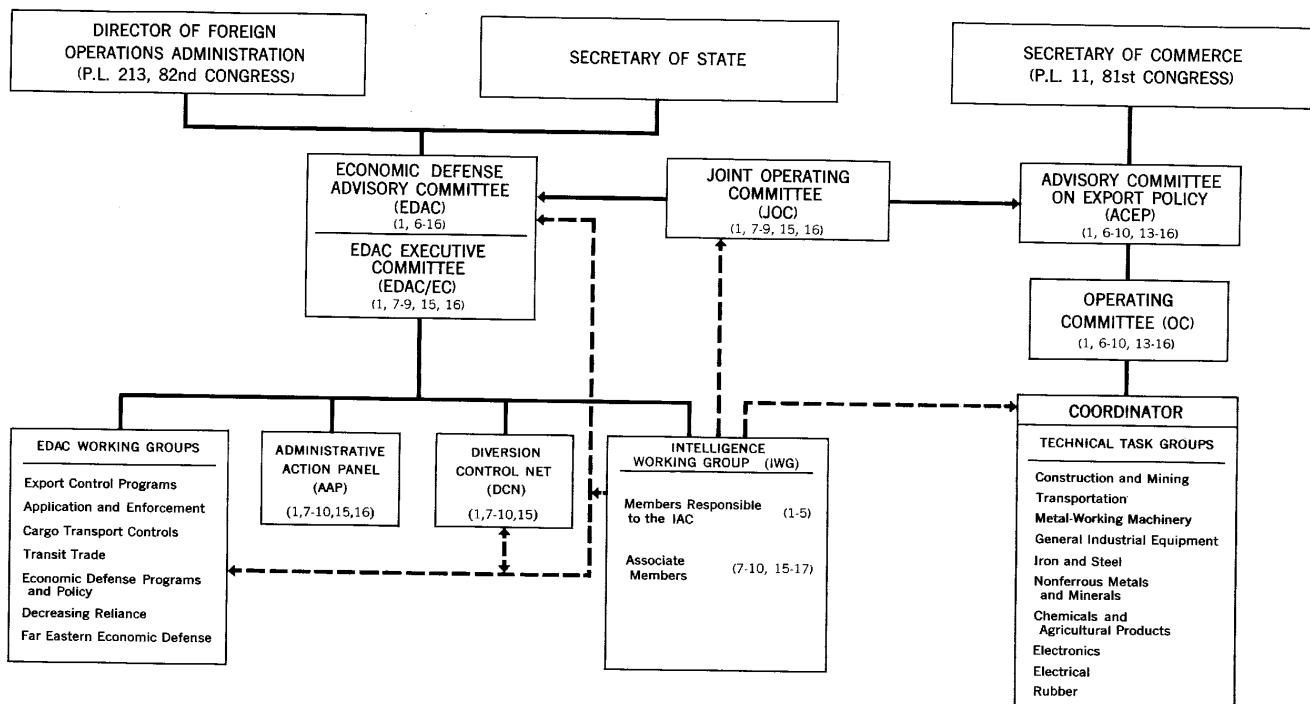 DIRECTOR OF FOREIGN
OPERATIONS ADMINISTRATION
(P.L. 213, 82nd CONGRESS)
SECRETARY OF STATE
SECRETARY OF COMMERCE
(P.L. 11, 81st CONGRESS)
ECONOMIC DEFENSE
ADVISORY COMMITTEE
(EDAC)
(1, 6-16)
EDAC EXECUTIVE
COMMITTEE
(EDAC/EC)
(1, 7-9, 15, 16)
JOINT OPERATING
COMMITTEE
(JOC)
(1, 7-9, 15, 16)
ADVISORY COMMITTEE
ON EXPORT POLICY
(ACEP)
(1, 6-10, 13-16)
OPERATING
COMMITTEE (OC)
(1, 6-10, 13-16)
EDAC WORKING GROUPS
Export Control Programs
Application and Enforcement
Cargo Transport Controls
Transit Trade
Economic Defense Programs
and Policy
Decreasing Reliance
Far Eastern Economic Defense
ADMINISTRATIVE
ACTION PANEL
(AAP)
(1,7-10,15,16)
DIVERSION
CONTROL NET
(DCN)
(1,7-10,15)
INTELLIGENCE
WORKING GROUP (IWG)
Members Responsible
to the IAC (1-5)
Associate
Members (7-10, 15-17)
COORDINATOR
TECHNICAL TASK GROUPS
Construction and Mining
Transportation
Metal-Working Machinery
General Industrial Equipment
Iron and Steel
Nonferrous Metals
and Minerals
Chemicals and
Agricultural Products
Electronics
Electrical
Rubber